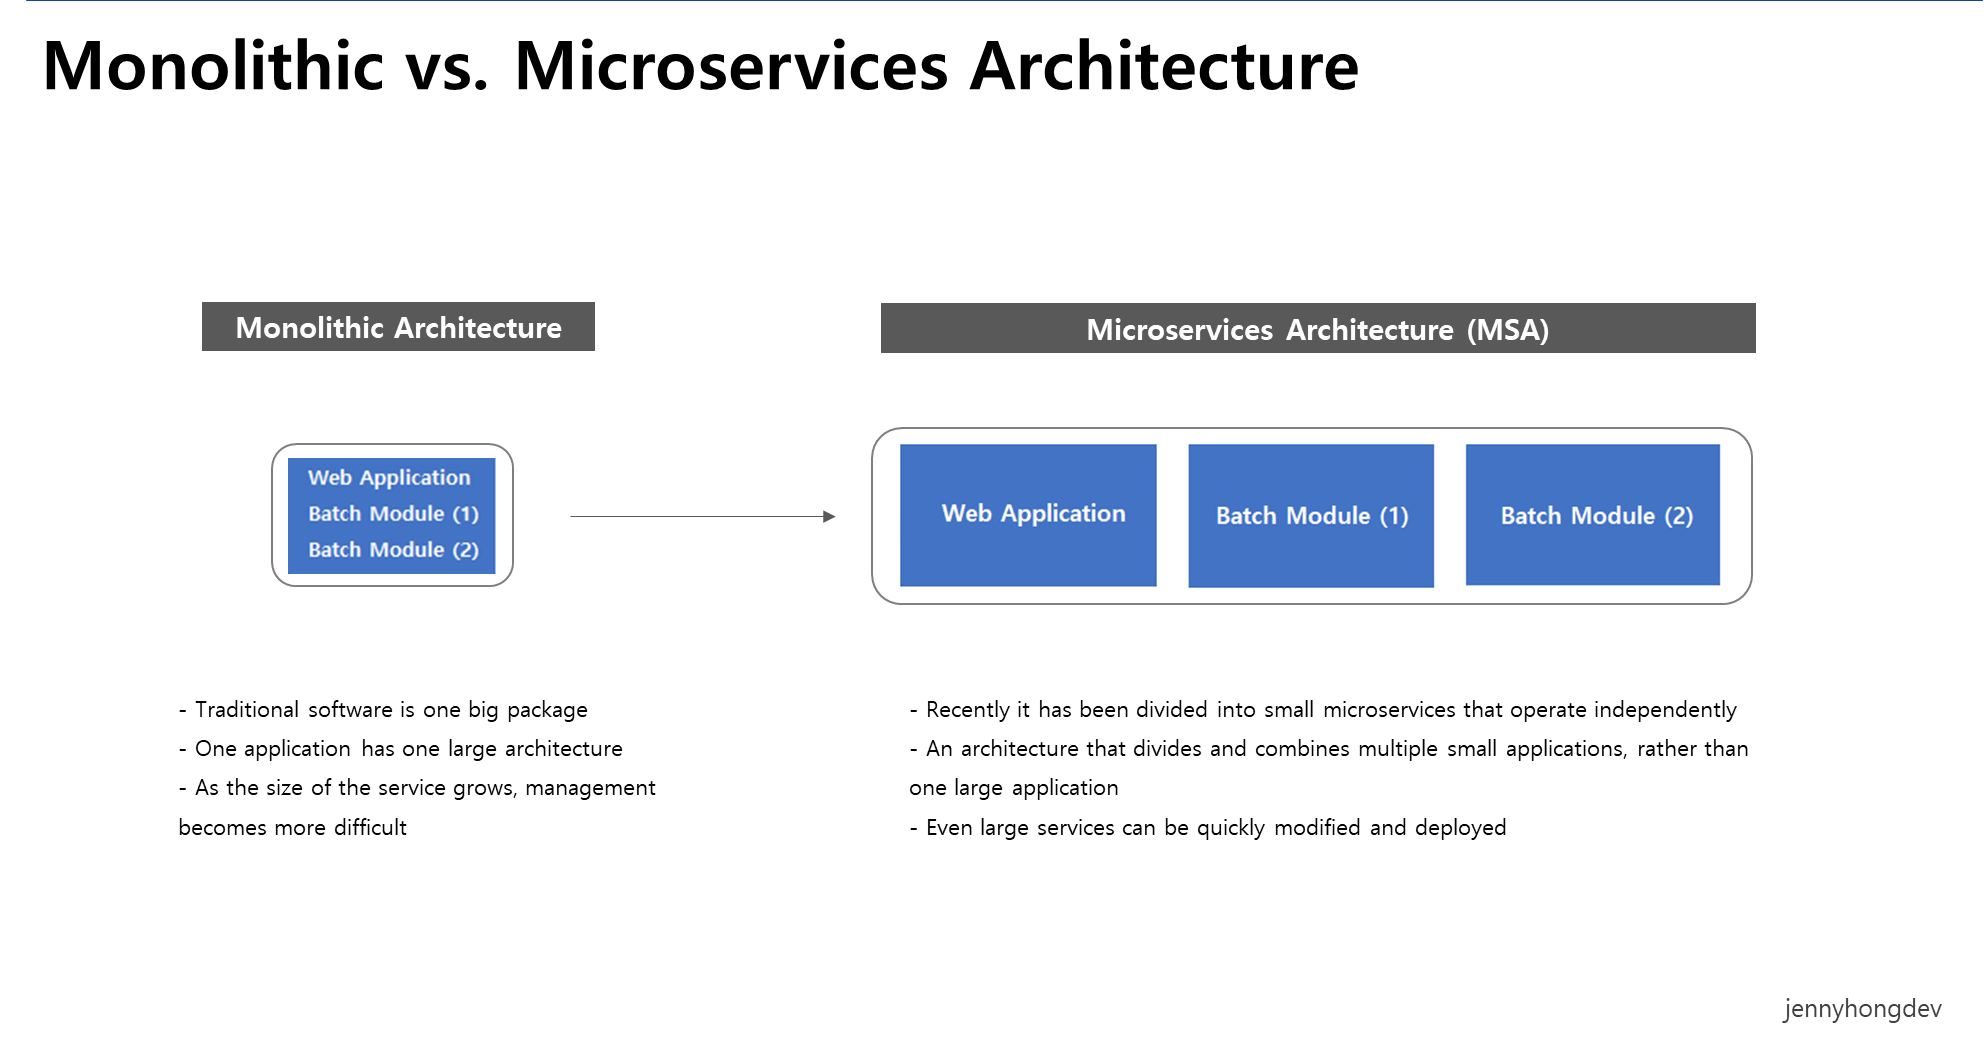 Monolithic vs. Microservices Architecture
Monolithic Architecture
Web Application
Batch Module (1)
Batch Module (2)
- Traditional software is one big package
- One application has one large architecture
- As the size of the service grows, management
becomes more difficult
Microservices Architecture (MSA)
Web Application
Batch Module (1)
Batch Module (2)
- Recently it has been divided into small microservices that operate independently
- An architecture that divides and combines multiple small applications, rather than
one large application
- Even large services can be quickly modified and deployed
jennyhongdev